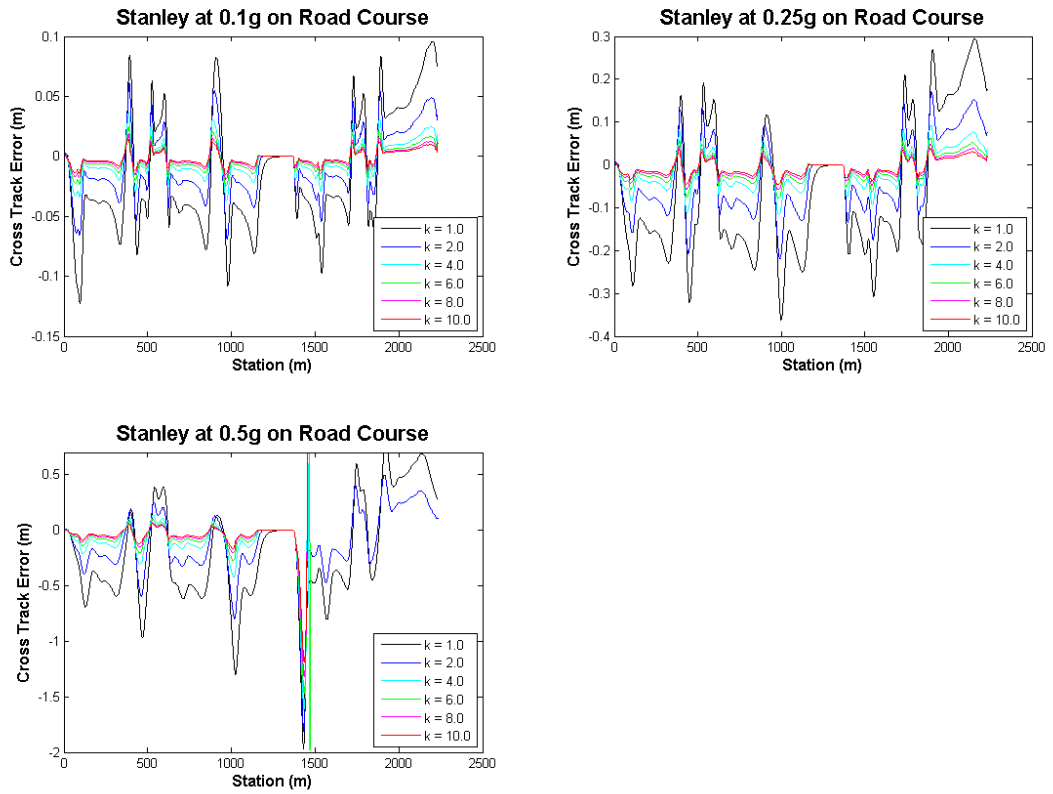 Stanley at 0.1g on Road Course
Cross Track Error (m)
0.1
0.05
0
-0.05
-0.1
-0.15
0 500 1000 1500 2000 2500
Station (m)
k = 1.0
k = 2.0
k = 4.0
k = 6.0
k = 8.0
k = 10.0
Stanley at 0.25g on Road Course
Cross Track Error (m)
0.3
0.2
0.1
0
-0.1
-0.2
-0.3
-0.4
0 500 1000 1500 2000 2500
Station (m)
k = 1.0
k = 2.0
k = 4.0
k = 6.0
k = 8.0
k = 10.0
Stanley at 0.5g on Road Course
Cross Track Error (m)
0.5
0
-0.5
-1
-1.5
-2
0 500 1000 1500 2000 2500
Station (m)
k = 1.0
k = 2.0
k = 4.0
k = 6.0
k = 8.0
k = 10.0